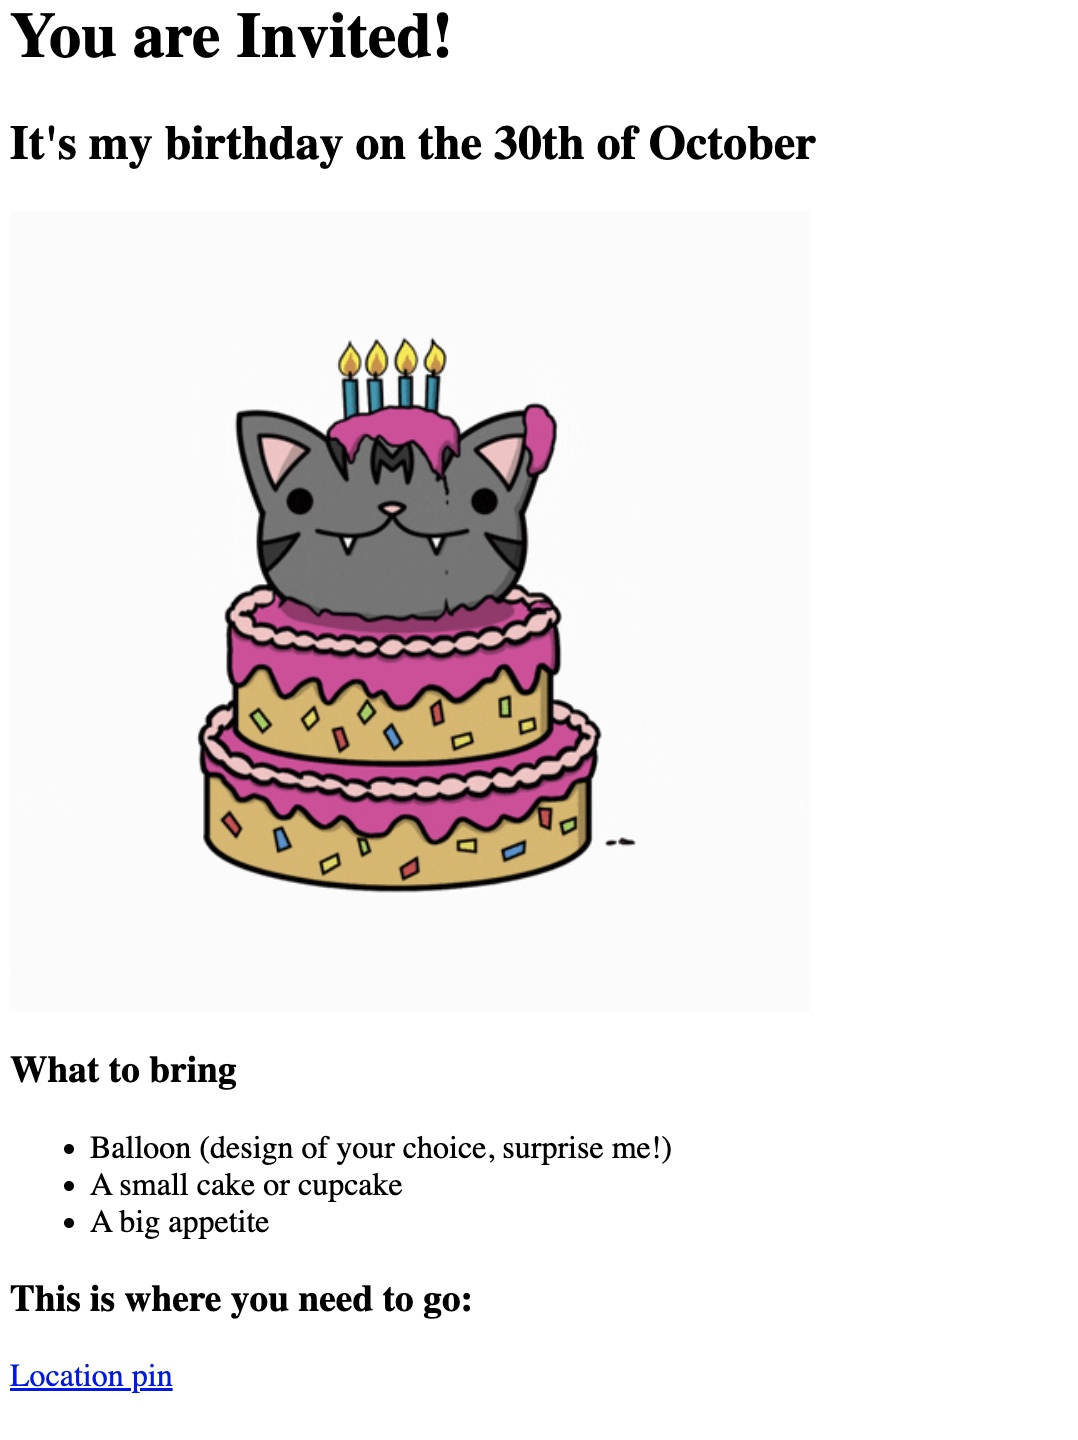 You are Invited!
It's my birthday on the 30th of October
What to bring
• Balloon (design of your choice, surprise me!)
• A small cake or cupcake
• A big appetite
This is where you need to go:
Location pin